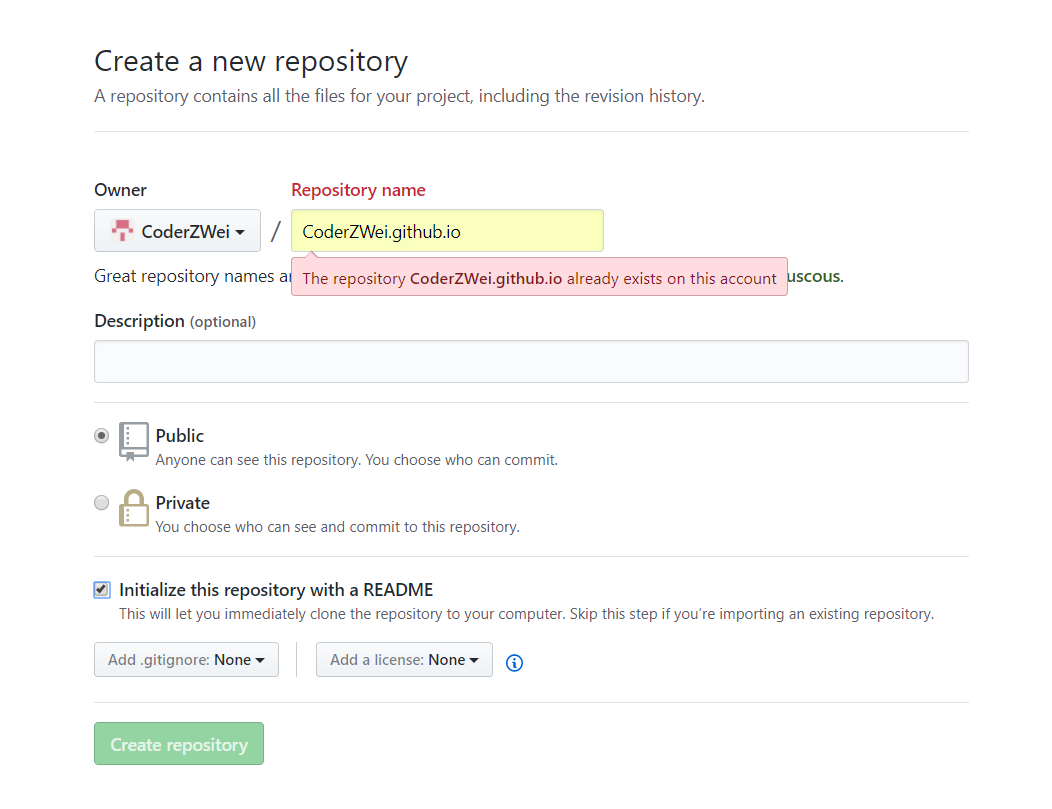 Create a new repository
A repository contains all the files for your project, including the revision history.
Owner Repository name
CoderZWei / CoderZWei.github.io
Great repository names
The repository CoderZWei.github.io already exists on this account
Description (optional)
Public
Anyone can see this repository. You choose who can commit.
Private
You choose who can see and commit to this repository.
Initialize this repository with a README
This will let you immediately clone the repository to your computer. Skip this step if you’re importing an existing repository.
Add .gitignore: None Add a license: None
Create repository